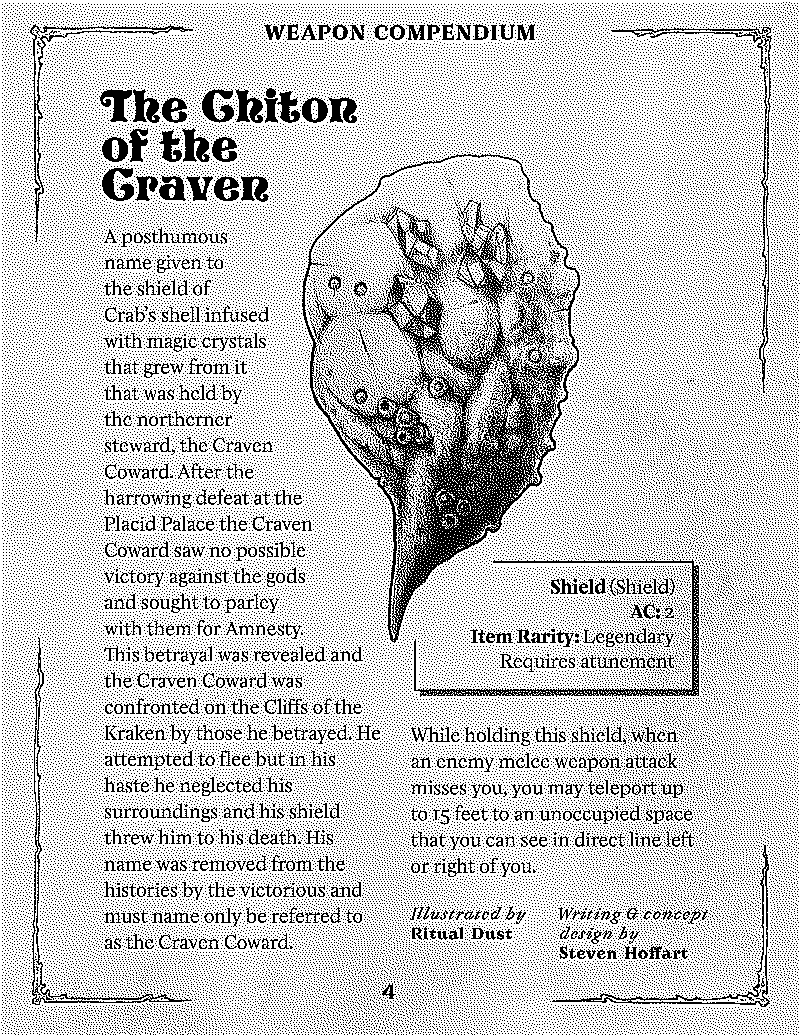 WEAPON COMPENDIUM
The Chiton
of the
Craven
A posthumous
name given to
the shield of
Crab's shell infused
with magic crystals
that grew from it
that was held by
the northerner
steward, the Craven
Coward. After the
harrowing defeat at the
Placid Palace the Craven
Coward saw no possible
victory against the gods
and sought to parley
with them for Amnesty.
This betrayal was revealed and
the Craven Coward was
confronted on the Cliffs of the
Kraken by those he betrayed. He
attempted to flee but in his
haste he neglected his
surroundings and his shield
threw him to his death. His
name was removed from the
histories by the victorious and
must name only be referred to
as the Craven Coward.
Shield (Shield)
AC: 2
Item Rarity: Legendary
Requires atunement
While holding this shield, when
an enemy melee weapon attack
misses you, you may teleport up
to 15 feet to an unoccupied space
that you can see in direct line left
or right of you.
Illustrated by
Ritual Dust
Writing & concept
design by
Steven Hoffart
4